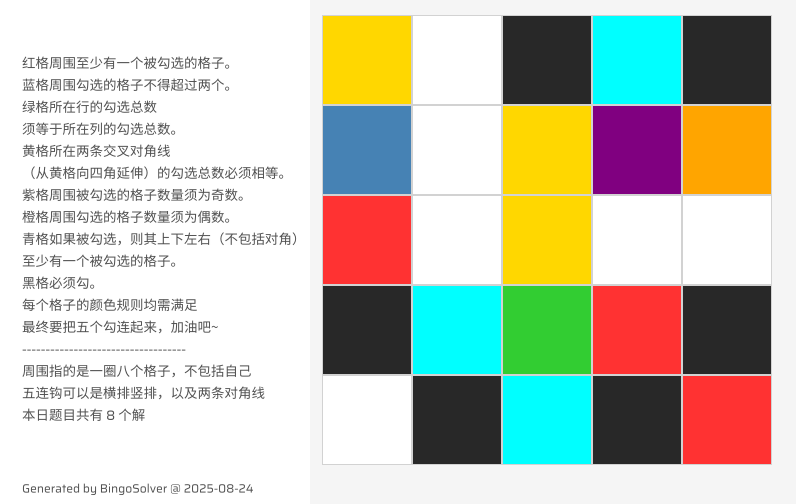 红格周围至少有一个被勾选的格子。
蓝格周围勾选的格子不得超过两个。
绿格所在行的勾选总数
须等于所在列的勾选总数。
黄格所在两条交叉对角线
（从黄格向四角延伸）的勾选总数必须相等。
紫格周围被勾选的格子数量须为奇数。
橙格周围勾选的格子数量须为偶数。
青格如果被勾选，则其上下左右（不包括对角）
至少有一个被勾选的格子。
黑格必须勾。
每个格子的颜色规则均需满足
最终要把五个勾连起来，加油吧~
-----------------------------------
周围指的是一圈八个格子，不包括自己
五连钩可以是横排竖排，以及两条对角线
本日题目共有 8 个解
Generated by BingoSolver @ 2025-08-24